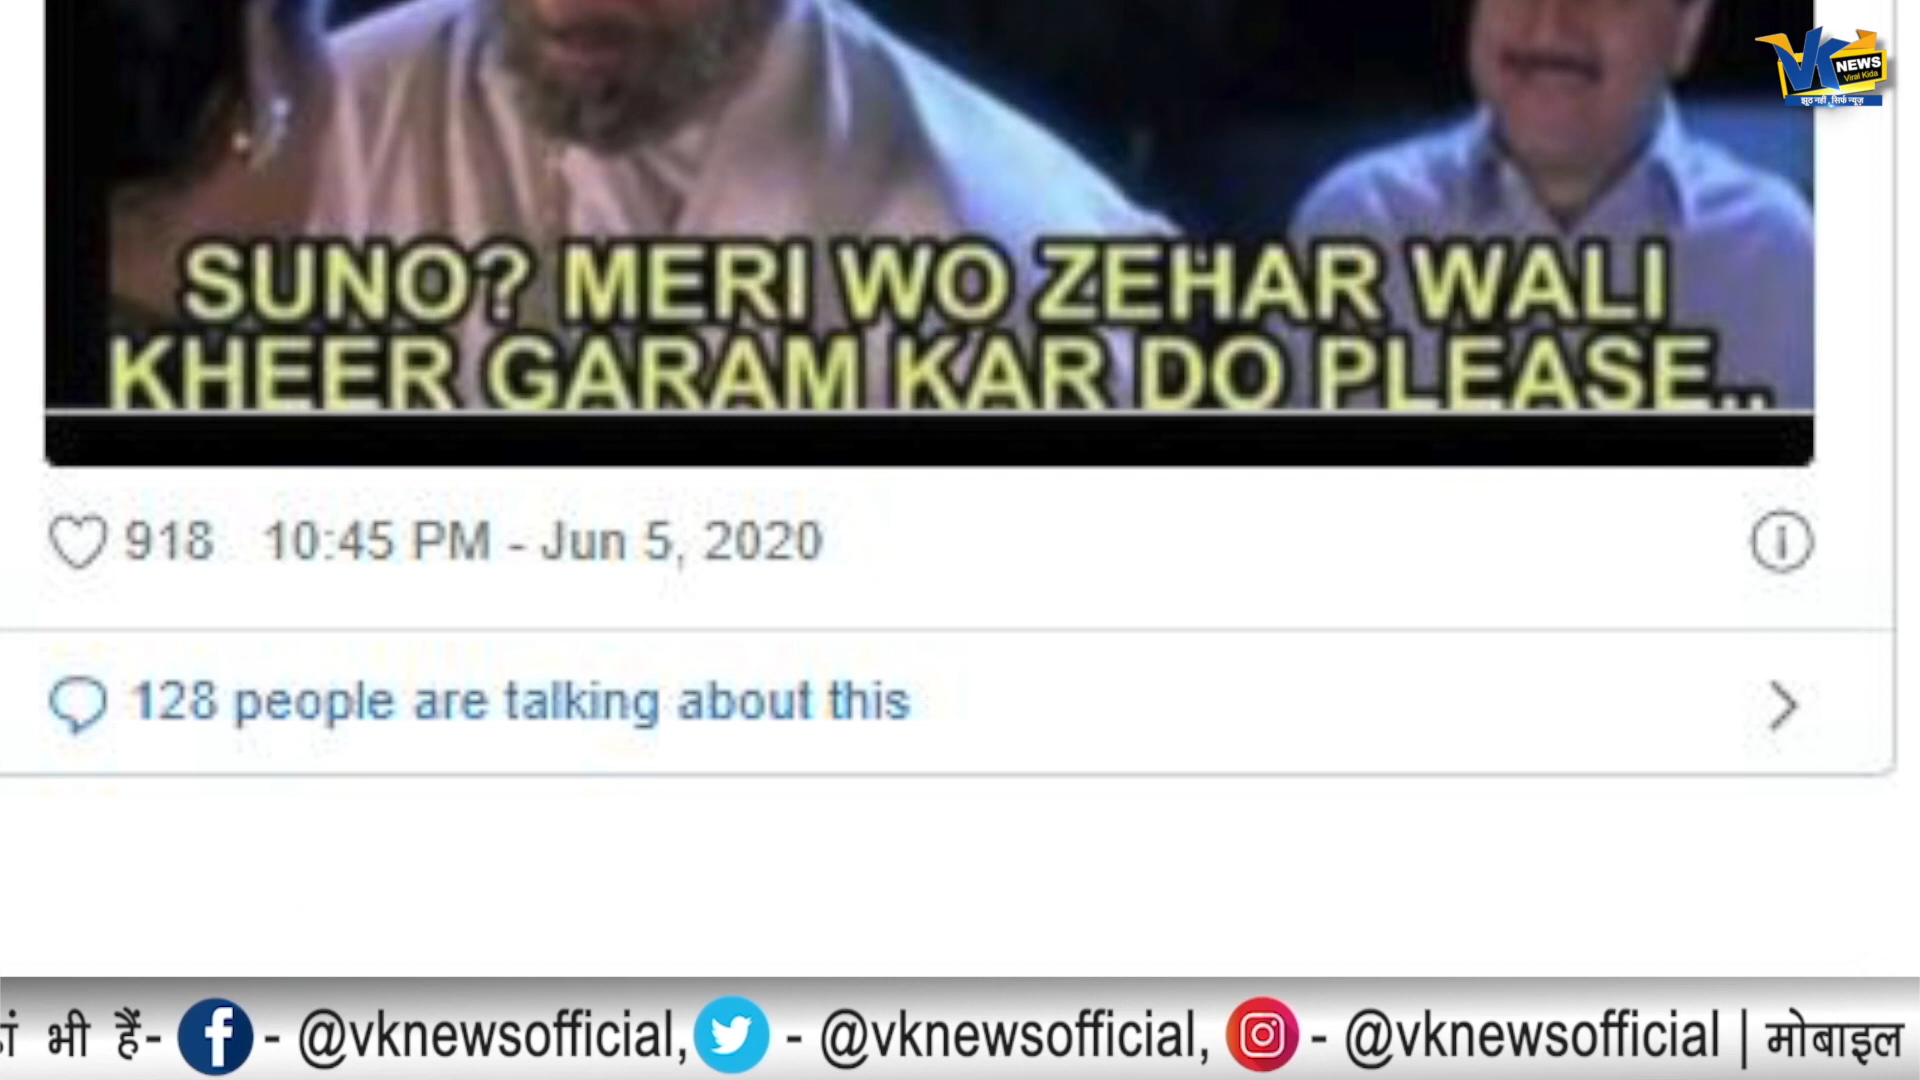 VK NEWS
Viral Kida
झूठ नहीं, सिर्फ न्यूज़
SUNO? MERI WO ZEHAR WALI
KHEER GARAM KAR DO PLEASE..
918 10:45 PM - Jun 5, 2020
128 people are talking about this
भी हैं- f - @vknewsofficial, - @vknewsofficial, - @vknewsofficial | मोबाइल